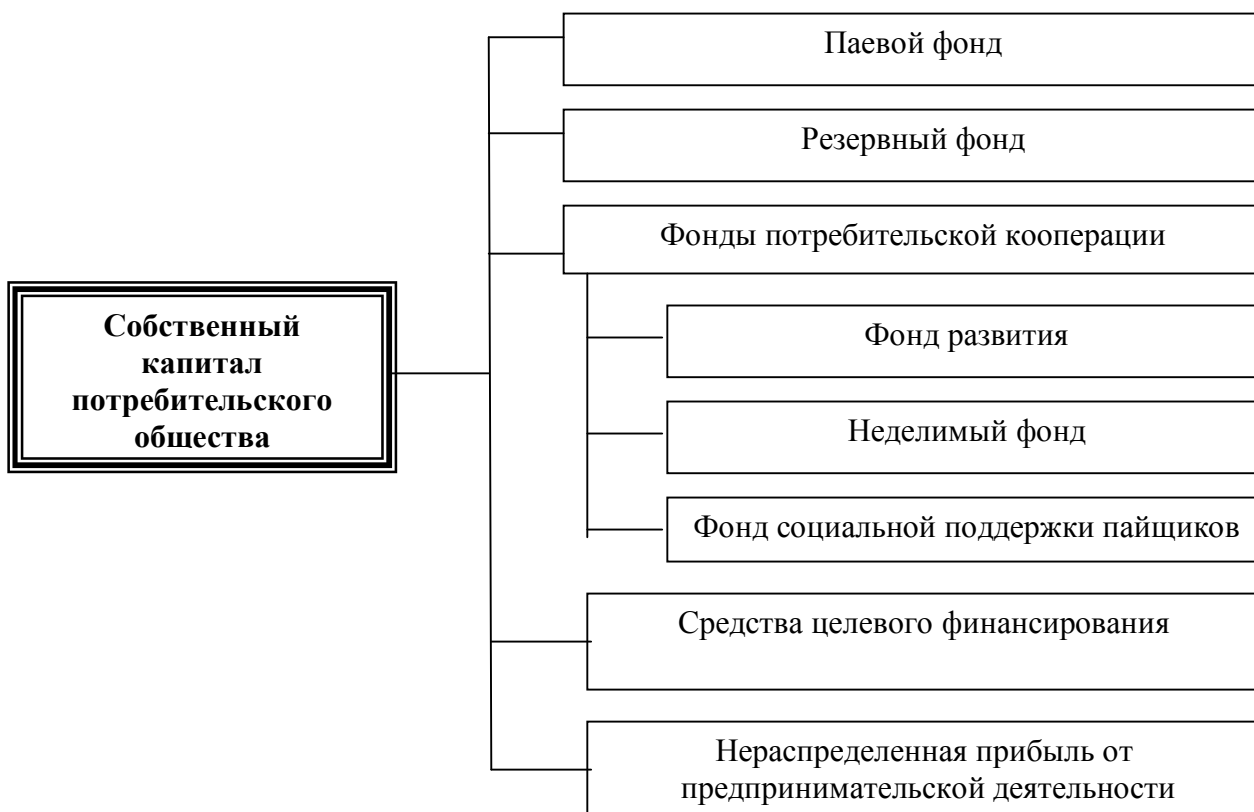 Паевой фонд
Резервный фонд
Фонды потребительской кооперации
Собственный
капитал
потребительского
общества
Фонд развития
Неделимый фонд
Фонд социальной поддержки пайщиков
Средства целевого финансирования
Нераспределенная прибыль от
предпринимательской деятельности